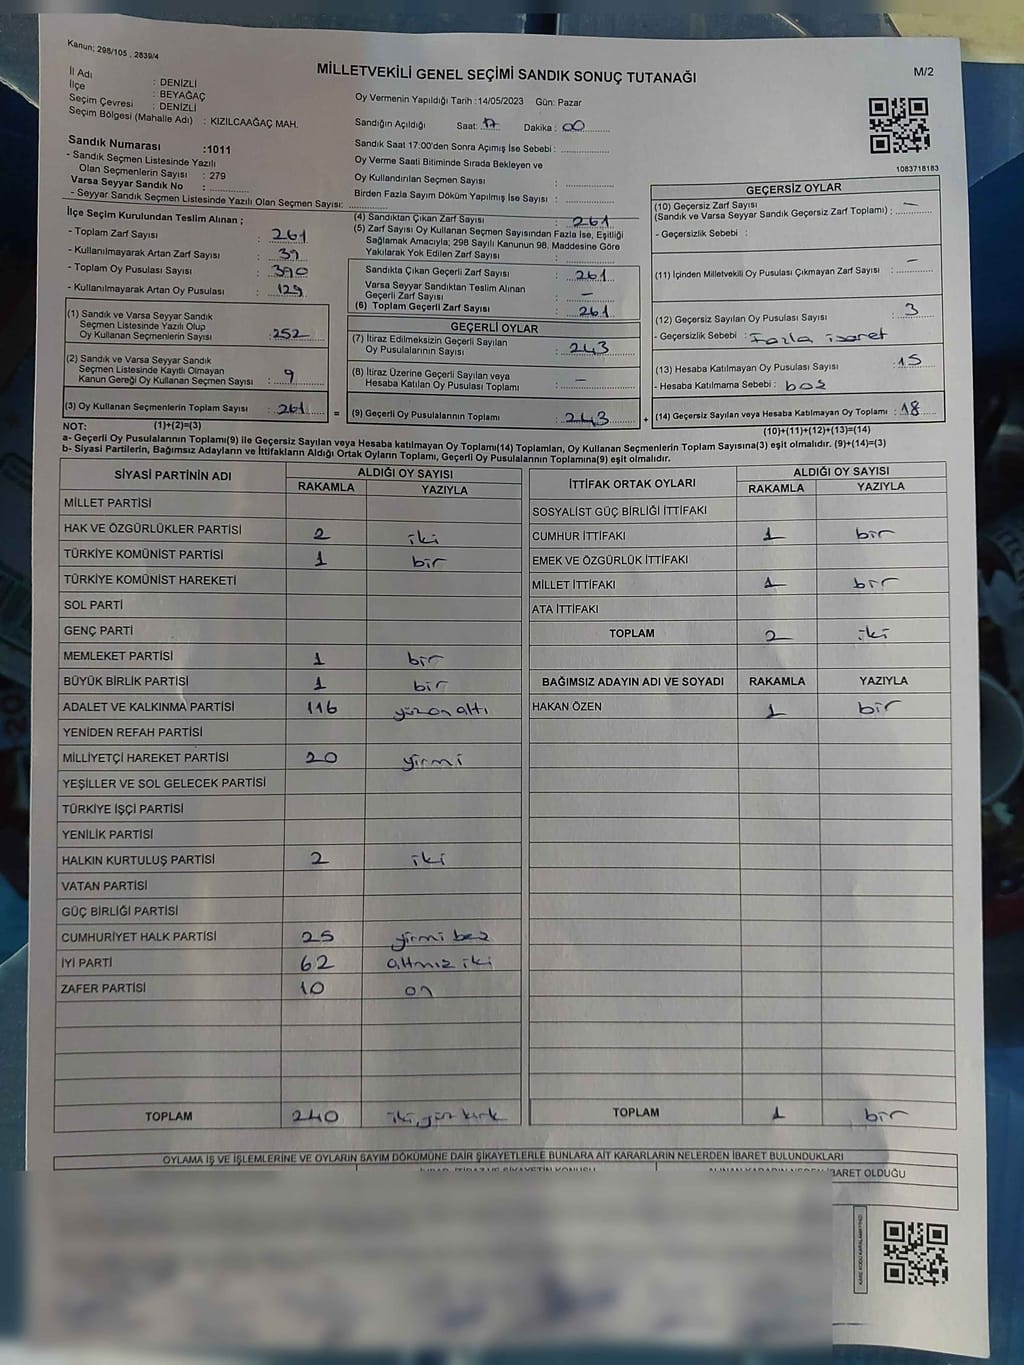 Kanun; 298/105 , 2839/4
MİLLETVEKİLİ GENEL SEÇİMİ SANDIK SONUÇ TUTANAĞI
M/2
İl Adı : DENİZLİ
İlçe : BEYAĞAÇ
Seçim Çevresi : DENİZLİ
Seçim Bölgesi (Mahalle Adı) : KIZILCAAĞAÇ MAH.
Oy Vermenin Yapıldığı Tarih :14/05/2023 Gün: Pazar
Sandığın Açıldığı Saat: 17 Dakika : 00
Sandık Saat 17:00'den Sonra Açımış İse Sebebi :
Oy Verme Saati Bitiminde Sırada Bekleyen ve
Oy Kullandırılan Seçmen Sayısı :
Birden Fazla Sayım Döküm Yapılmış İse Sayısı :
1083718183
Sandık Numarası :1011
- Sandık Seçmen Listesinde Yazılı
Olan Seçmenlerin Sayısı : 279
Varsa Seyyar Sandık No :
- Seyyar Sandık Seçmen Listesinde Yazılı Olan Seçmen Sayısı:
İlçe Seçim Kurulundan Teslim Alınan ;
- Toplam Zarf Sayısı : 261
- Kullanılmayarak Artan Zarf Sayısı : 39
- Toplam Oy Pusulası Sayısı : 390
- Kullanılmayarak Artan Oy Pusulası : 129
(1) Sandık ve Varsa Seyyar Sandık
Seçmen Listesinde Yazılı Olup
Oy Kullanan Seçmenlerin Sayısı : 252
(2) Sandık ve Varsa Seyyar Sandık
Seçmen Listesinde Kayıtlı Olmayan
Kanun Gereği Oy Kullanan Seçmen Sayısı : 9
(3) Oy Kullanan Seçmenlerin Toplam Sayısı : 261 =
(4) Sandıktan Çıkan Zarf Sayısı : 261
(5) Zarf Sayısı Oy Kullanan Seçmen Sayısından Fazla İse, Eşitliği
Sağlamak Amacıyla; 298 Sayılı Kanunun 98. Maddesine Göre
Yakılarak Yok Edilen Zarf Sayısı :
Sandıkta Çıkan Geçerli Zarf Sayısı : 261
Varsa Seyyar Sandıktan Teslim Alınan
Geçerli Zarf Sayısı : —
(6) Toplam Geçerli Zarf Sayısı : 261
GEÇERLİ OYLAR
(7) İtiraz Edilmeksizin Geçerli Sayılan
Oy Pusulalarının Sayısı : 243
(8) İtiraz Üzerine Geçerli Sayılan veya
Hesaba Katılan Oy Pusulası Toplamı : —
(9) Geçerli Oy Pusulalarının Toplamı : 243 +
GEÇERSİZ OYLAR
(10) Geçersiz Zarf Sayısı
(Sandık ve Varsa Seyyar Sandık Geçersiz Zarf Toplamı) : —
- Geçersizlik Sebebi :
(11) İçinden Milletvekili Oy Pusulası Çıkmayan Zarf Sayısı : —
(12) Geçersiz Sayılan Oy Pusulası Sayısı : 3
- Geçersizlik Sebebi : Fazla işaret
(13) Hesaba Katılmayan Oy Pusulası : 15
- Hesaba Katılmama Sebebi : boş
(14) Geçersiz Sayılan veya Hesaba Katılmayan Oy Toplamı : 18
NOT: (1)+(2)=(3)
(10)+(11)+(12)+(13)=(14)
a- Geçerli Oy Pusulalarının Toplamı(9) ile Geçersiz Sayılan veya Hesaba katılmayan Oy Toplamı(14) Toplamları, Oy Kullanan Seçmenlerin Toplam Sayısına(3) eşit olmalıdır. (9)+(14)=(3)
b- Siyasi Partilerin, Bağımsız Adayların ve İttifakların Aldığı Ortak Oyların Toplamı, Geçerli Oy Pusulalarının Toplamına(9) eşit olmalıdır.
SİYASİ PARTİNİN ADI ALDIĞI OY SAYISI
RAKAMLA YAZIYLA
MİLLET PARTİSİ
HAK VE ÖZGÜRLÜKLER PARTİSİ 2 iki
TÜRKİYE KOMÜNİST PARTİSİ 1 bir
TÜRKİYE KOMÜNİST HAREKETİ
SOL PARTİ
GENÇ PARTİ
MEMLEKET PARTİSİ 1 bir
BÜYÜK BİRLİK PARTİSİ 1 bir
ADALET VE KALKINMA PARTİSİ 116 yüzonaltı
YENİDEN REFAH PARTİSİ
MİLLİYETÇİ HAREKET PARTİSİ 20 yirmi
YEŞİLLER VE SOL GELECEK PARTİSİ
TÜRKİYE İŞÇİ PARTİSİ
YENİLİK PARTİSİ
HALKIN KURTULUŞ PARTİSİ 2 iki
VATAN PARTİSİ
GÜÇ BİRLİĞİ PARTİSİ
CUMHURİYET HALK PARTİSİ 25 yirmi beş
İYİ PARTİ 62 altmış iki
ZAFER PARTİSİ 10 on
TOPLAM 240 iki yüz kırk
İTTİFAK ORTAK OYLARI ALDIĞI OY SAYISI
RAKAMLA YAZIYLA
SOSYALİST GÜÇ BİRLİĞİ İTTİFAKI
CUMHUR İTTİFAKI 1 bir
EMEK VE ÖZGÜRLÜK İTTİFAKI
MİLLET İTTİFAKI 1 bir
ATA İTTİFAKI
TOPLAM 2 iki
BAĞIMSIZ ADAYIN ADI VE SOYADI RAKAMLA YAZIYLA
HAKAN ÖZEN 1 bir
TOPLAM 1 bir
OYLAMA İŞ VE İŞLEMLERİNE VE OYLARIN SAYIM DÖKÜMÜNE DAİR ŞİKAYETLERLE BUNLARA AİT KARARLARIN NELERDEN İBARET BULUNDUKLARI
İBARET OLDUĞU